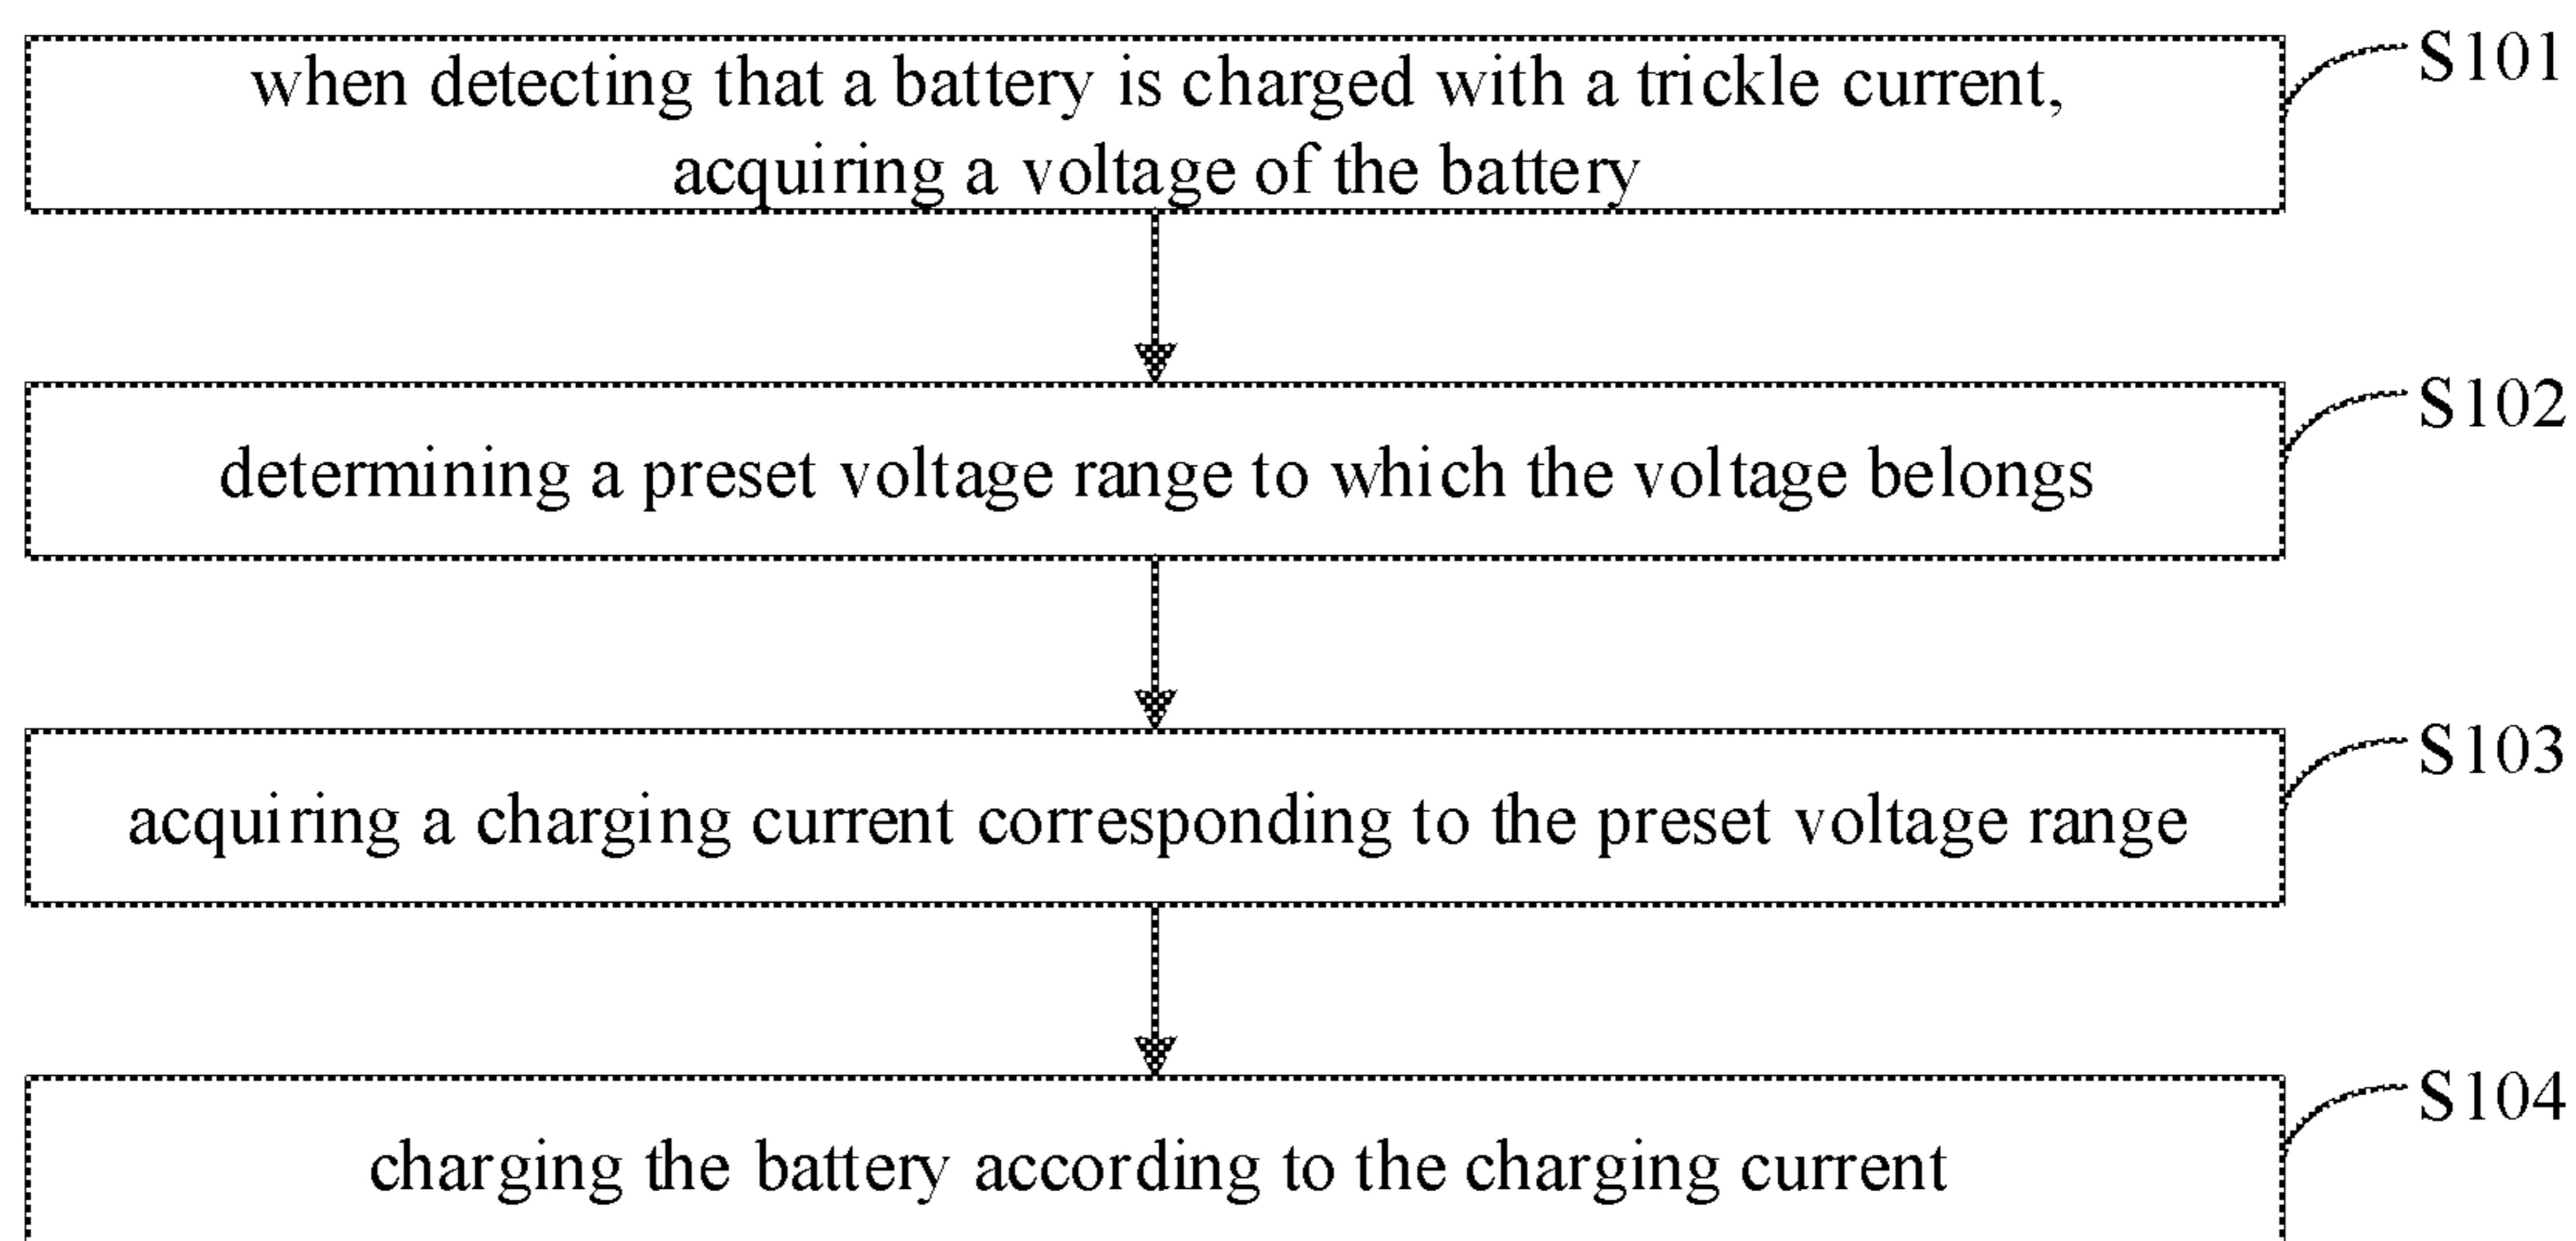 when detecting that a battery is charged with a trickle current,
acquiring a voltage of the battery
S101
determining a preset voltage range to which the voltage belongs
S102
acquiring a charging current corresponding to the preset voltage range
S103
charging the battery according to the charging current
S104